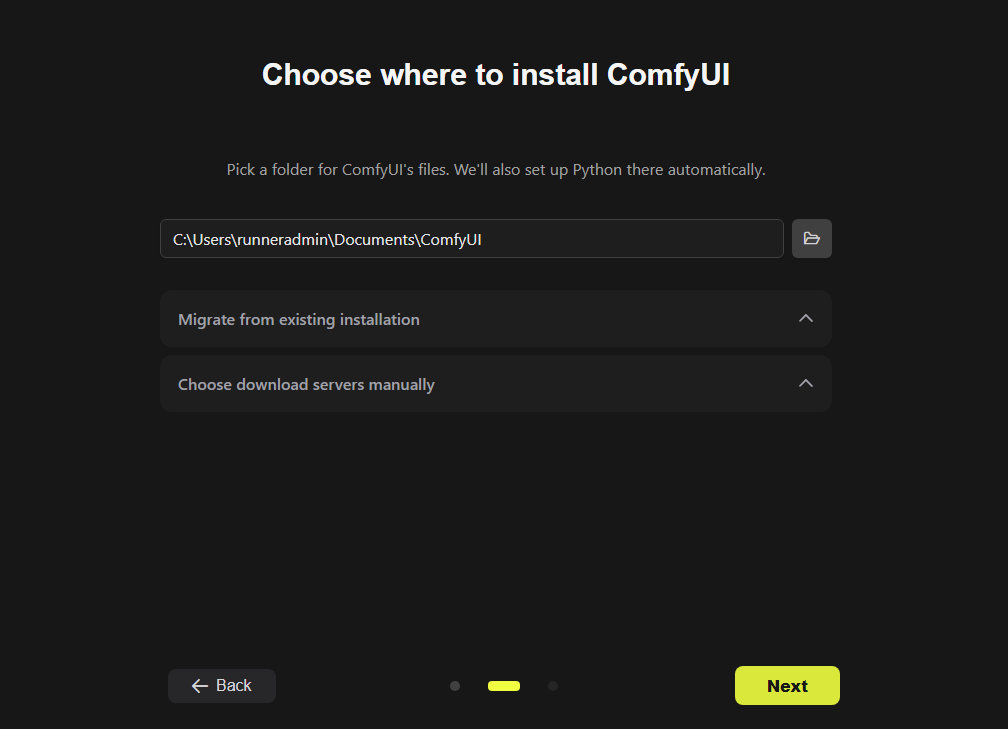 Choose where to install ComfyUI
Pick a folder for ComfyUI's files. We'll also set up Python there automatically.
C:\Users\runneradmin\Documents\ComfyUI
Migrate from existing installation
Choose download servers manually
Back
Next